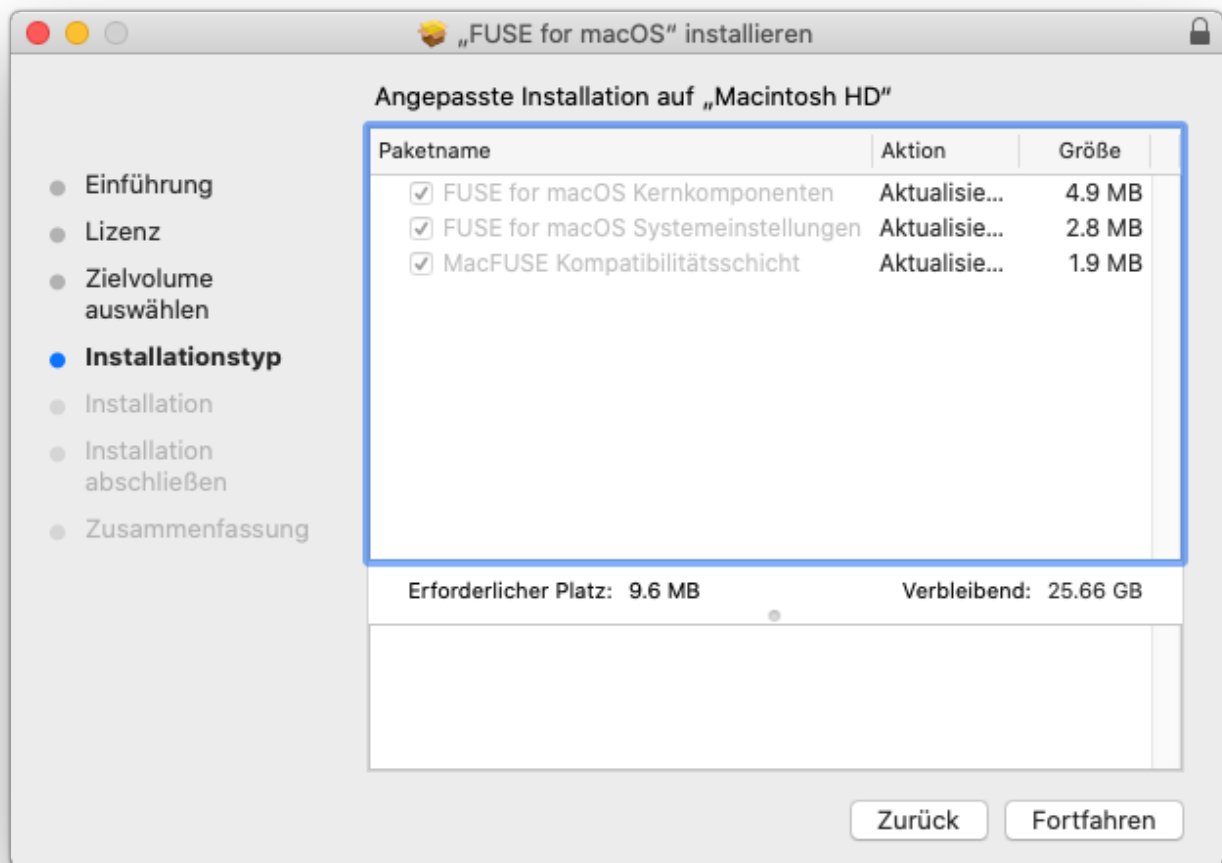 „FUSE for macOS“ installieren
Angepasste Installation auf „Macintosh HD“
Einführung
Lizenz
Zielvolume
auswählen
Installationstyp
Installation
Installation
abschließen
Zusammenfassung
Paketname Aktion Größe
FUSE for macOS Kernkomponenten Aktualisie... 4.9 MB
FUSE for macOS Systemeinstellungen Aktualisie... 2.8 MB
MacFUSE Kompatibilitätsschicht Aktualisie... 1.9 MB
Erforderlicher Platz: 9.6 MB Verbleibend: 25.66 GB
Zurück Fortfahren